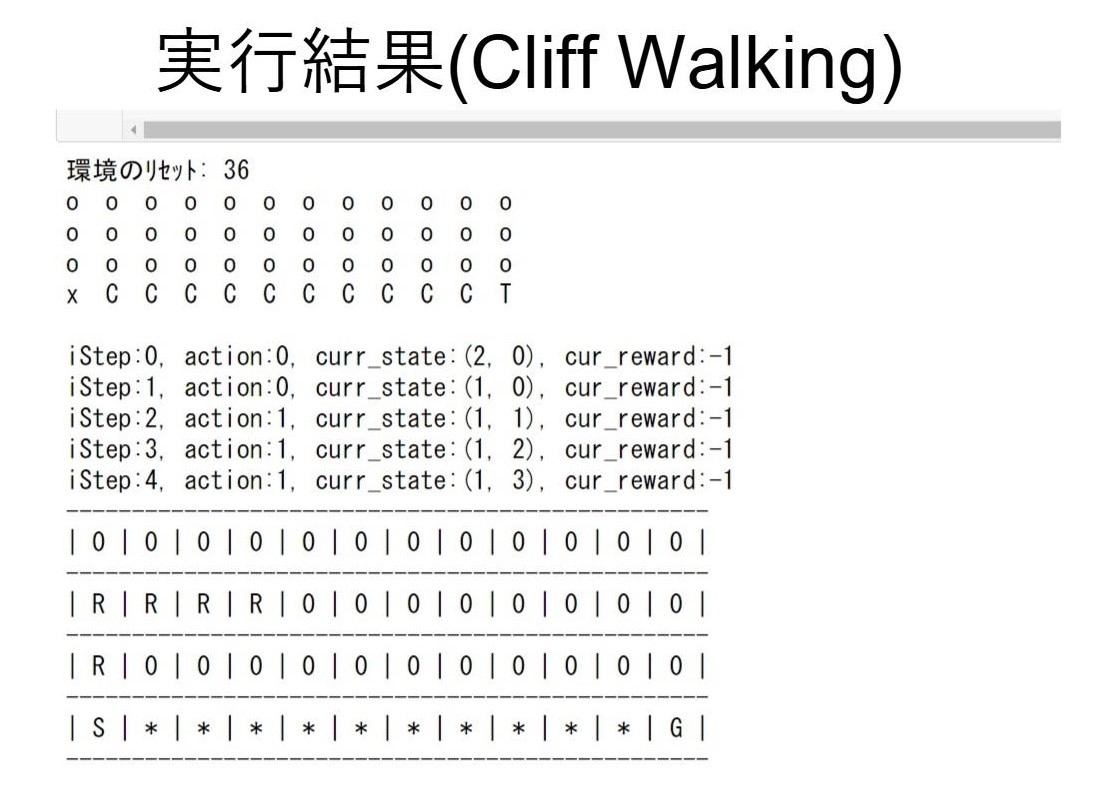 実行結果(Cliff Walking)
環境のリセット: 36
o o o o o o o o o o o o
o o o o o o o o o o o o
o o o o o o o o o o o o
x C C C C C C C C C C T
iStep:0, action:0, curr_state:(2, 0), cur_reward:-1
iStep:1, action:0, curr_state:(1, 0), cur_reward:-1
iStep:2, action:1, curr_state:(1, 1), cur_reward:-1
iStep:3, action:1, curr_state:(1, 2), cur_reward:-1
iStep:4, action:1, curr_state:(1, 3), cur_reward:-1
-------------------------------------------------
| 0 | 0 | 0 | 0 | 0 | 0 | 0 | 0 | 0 | 0 | 0 | 0 |
-------------------------------------------------
| R | R | R | R | 0 | 0 | 0 | 0 | 0 | 0 | 0 | 0 |
-------------------------------------------------
| R | 0 | 0 | 0 | 0 | 0 | 0 | 0 | 0 | 0 | 0 | 0 |
-------------------------------------------------
| S | * | * | * | * | * | * | * | * | * | * | G |
-------------------------------------------------